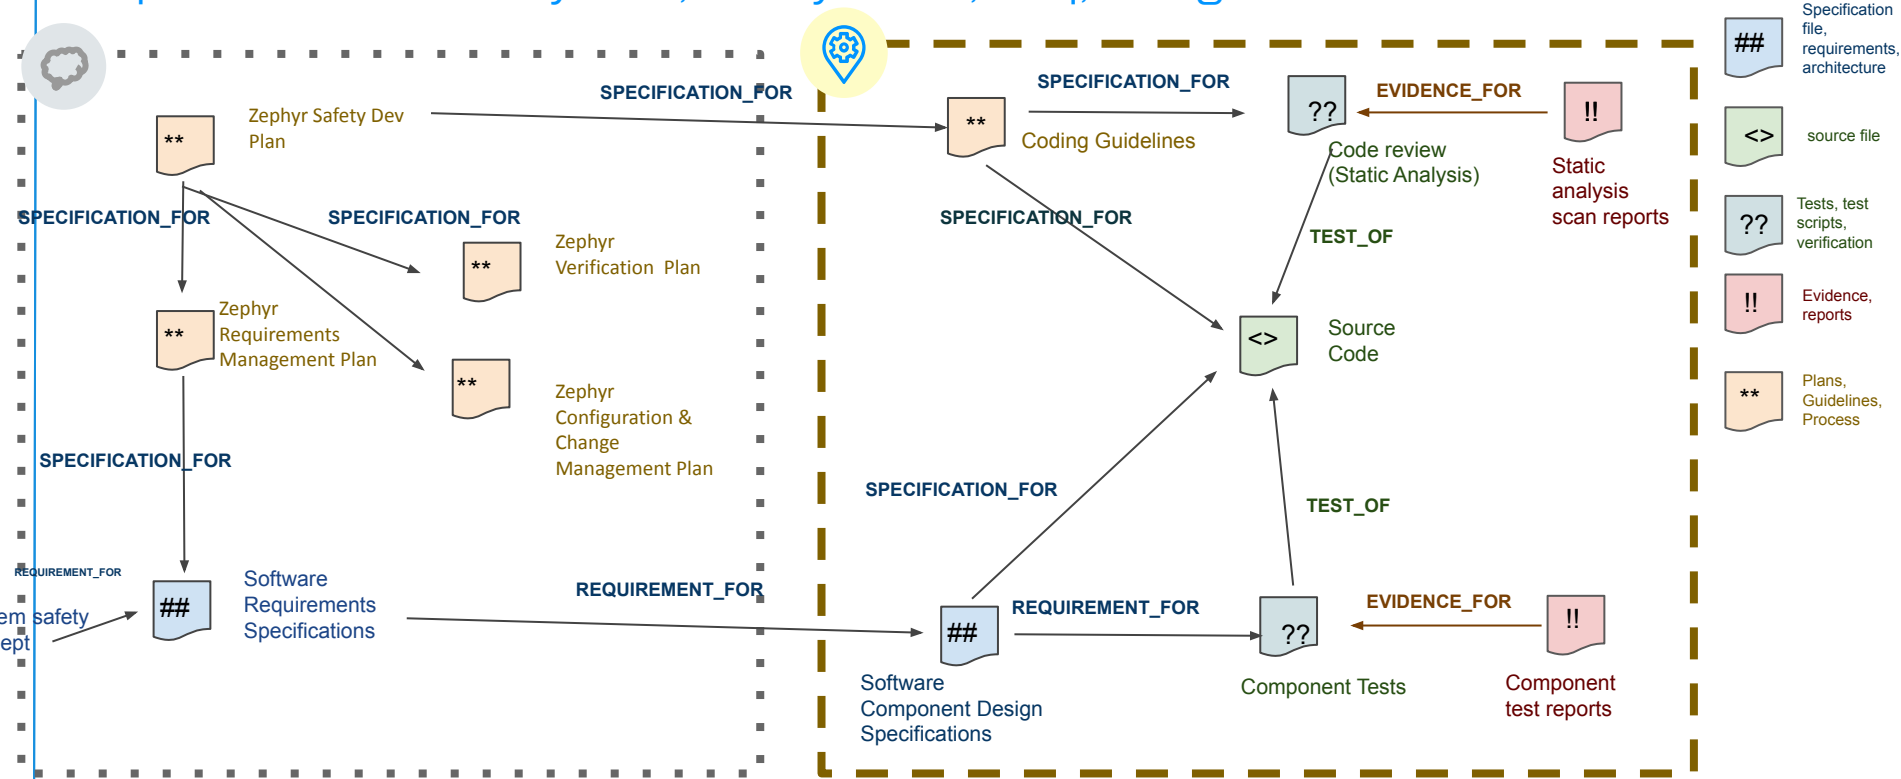 SPECIFICATION_FOR
Zephyr Safety Dev
Plan
**
SPECIFICATION_FOR
SPECIFICATION_FOR
Zephyr
Verification Plan
**
Zephyr
Requirements
Management Plan
**
**
Zephyr
Configuration &
Change
Management Plan
SPECIFICATION_FOR
REQUIREMENT_FOR
safety
##
Software
Requirements
Specifications
REQUIREMENT_FOR
SPECIFICATION_FOR
**
Coding Guidelines
??
Code review
(Static Analysis)
EVIDENCE_FOR
!!
Static
analysis
scan reports
SPECIFICATION_FOR
TEST_OF
<>
Source
Code
SPECIFICATION_FOR
TEST_OF
##
Software
Component Design
Specifications
REQUIREMENT_FOR
??
Component Tests
EVIDENCE_FOR
!!
Component
test reports
##
Specification
file,
requirements,
architecture
<>
source file
??
Tests, test
scripts,
verification
!!
Evidence,
reports
**
Plans,
Guidelines,
Process